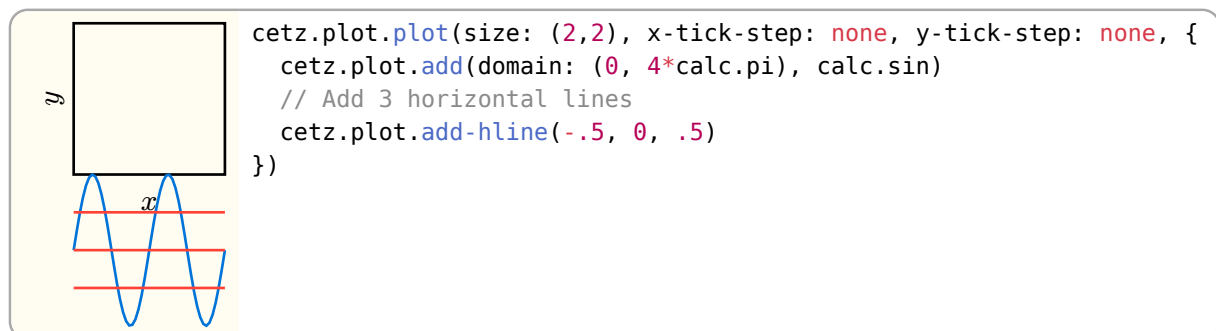 y
x
cetz.plot.plot(size: (2,2), x-tick-step: none, y-tick-step: none, {
  cetz.plot.add(domain: (0, 4*calc.pi), calc.sin)
  // Add 3 horizontal lines
  cetz.plot.add-hline(-.5, 0, .5)
})